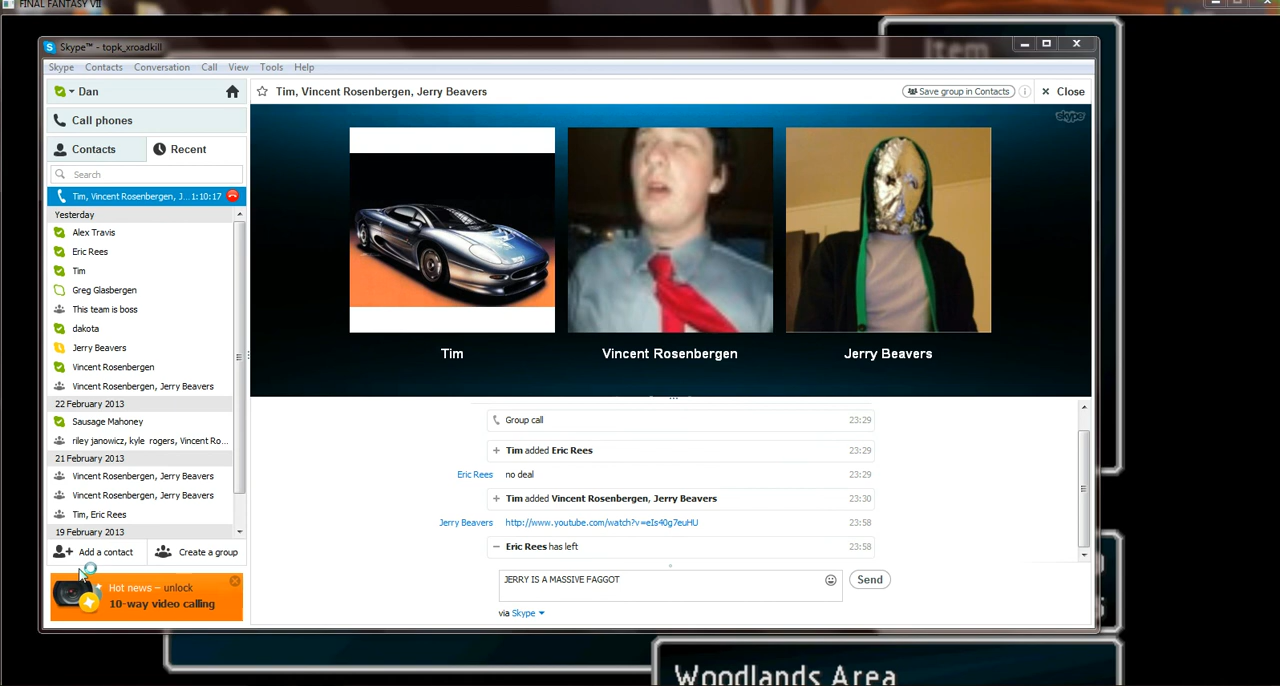 FINAL FANTASY VII
Item
Skype™ - topk_xroadkill
Skype Contacts Conversation Call View Tools Help
Dan
Call phones
Contacts
Recent
Search
Tim, Vincent Rosenbergen, J... 1:10:17
Yesterday
Alex Travis
Eric Rees
Tim
Greg Glasbergen
This team is boss
dakota
Jerry Beavers
Vincent Rosenbergen
Vincent Rosenbergen, Jerry Beavers
22 February 2013
Sausage Mahoney
riley janowicz, kyle rogers, Vincent Ro...
21 February 2013
Vincent Rosenbergen, Jerry Beavers
Vincent Rosenbergen, Jerry Beavers
Tim, Eric Rees
19 February 2013
Add a contact
Create a group
Hot news – unlock
10-way video calling
Tim, Vincent Rosenbergen, Jerry Beavers
Save group in Contacts
Close
skype
Tim
Vincent Rosenbergen
Jerry Beavers
Group call 23:29
Tim added Eric Rees 23:29
Eric Rees no deal 23:29
Tim added Vincent Rosenbergen, Jerry Beavers 23:30
Jerry Beavers http://www.youtube.com/watch?v=eIs40g7euHU 23:58
Eric Rees has left 23:58
JERRY IS A MASSIVE FAGGOT
Send
via Skype
Woodlands Area